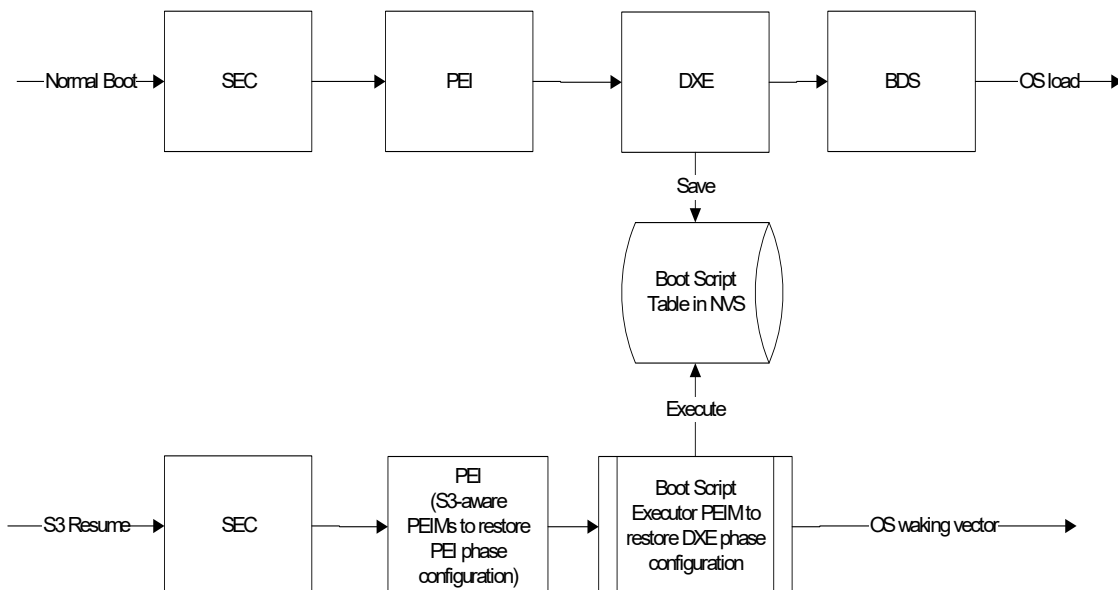 Normal Boot
SEC
PEI
DXE
BDS
OS load
Save
Boot Script
Table in NVS
Execute
S3 Resume
SEC
PEI
(S3-aware
PEIMs to restore
PEI phase
configuration)
Boot Script
Executor PEIM to
restore DXE phase
configuration
OS waking vector